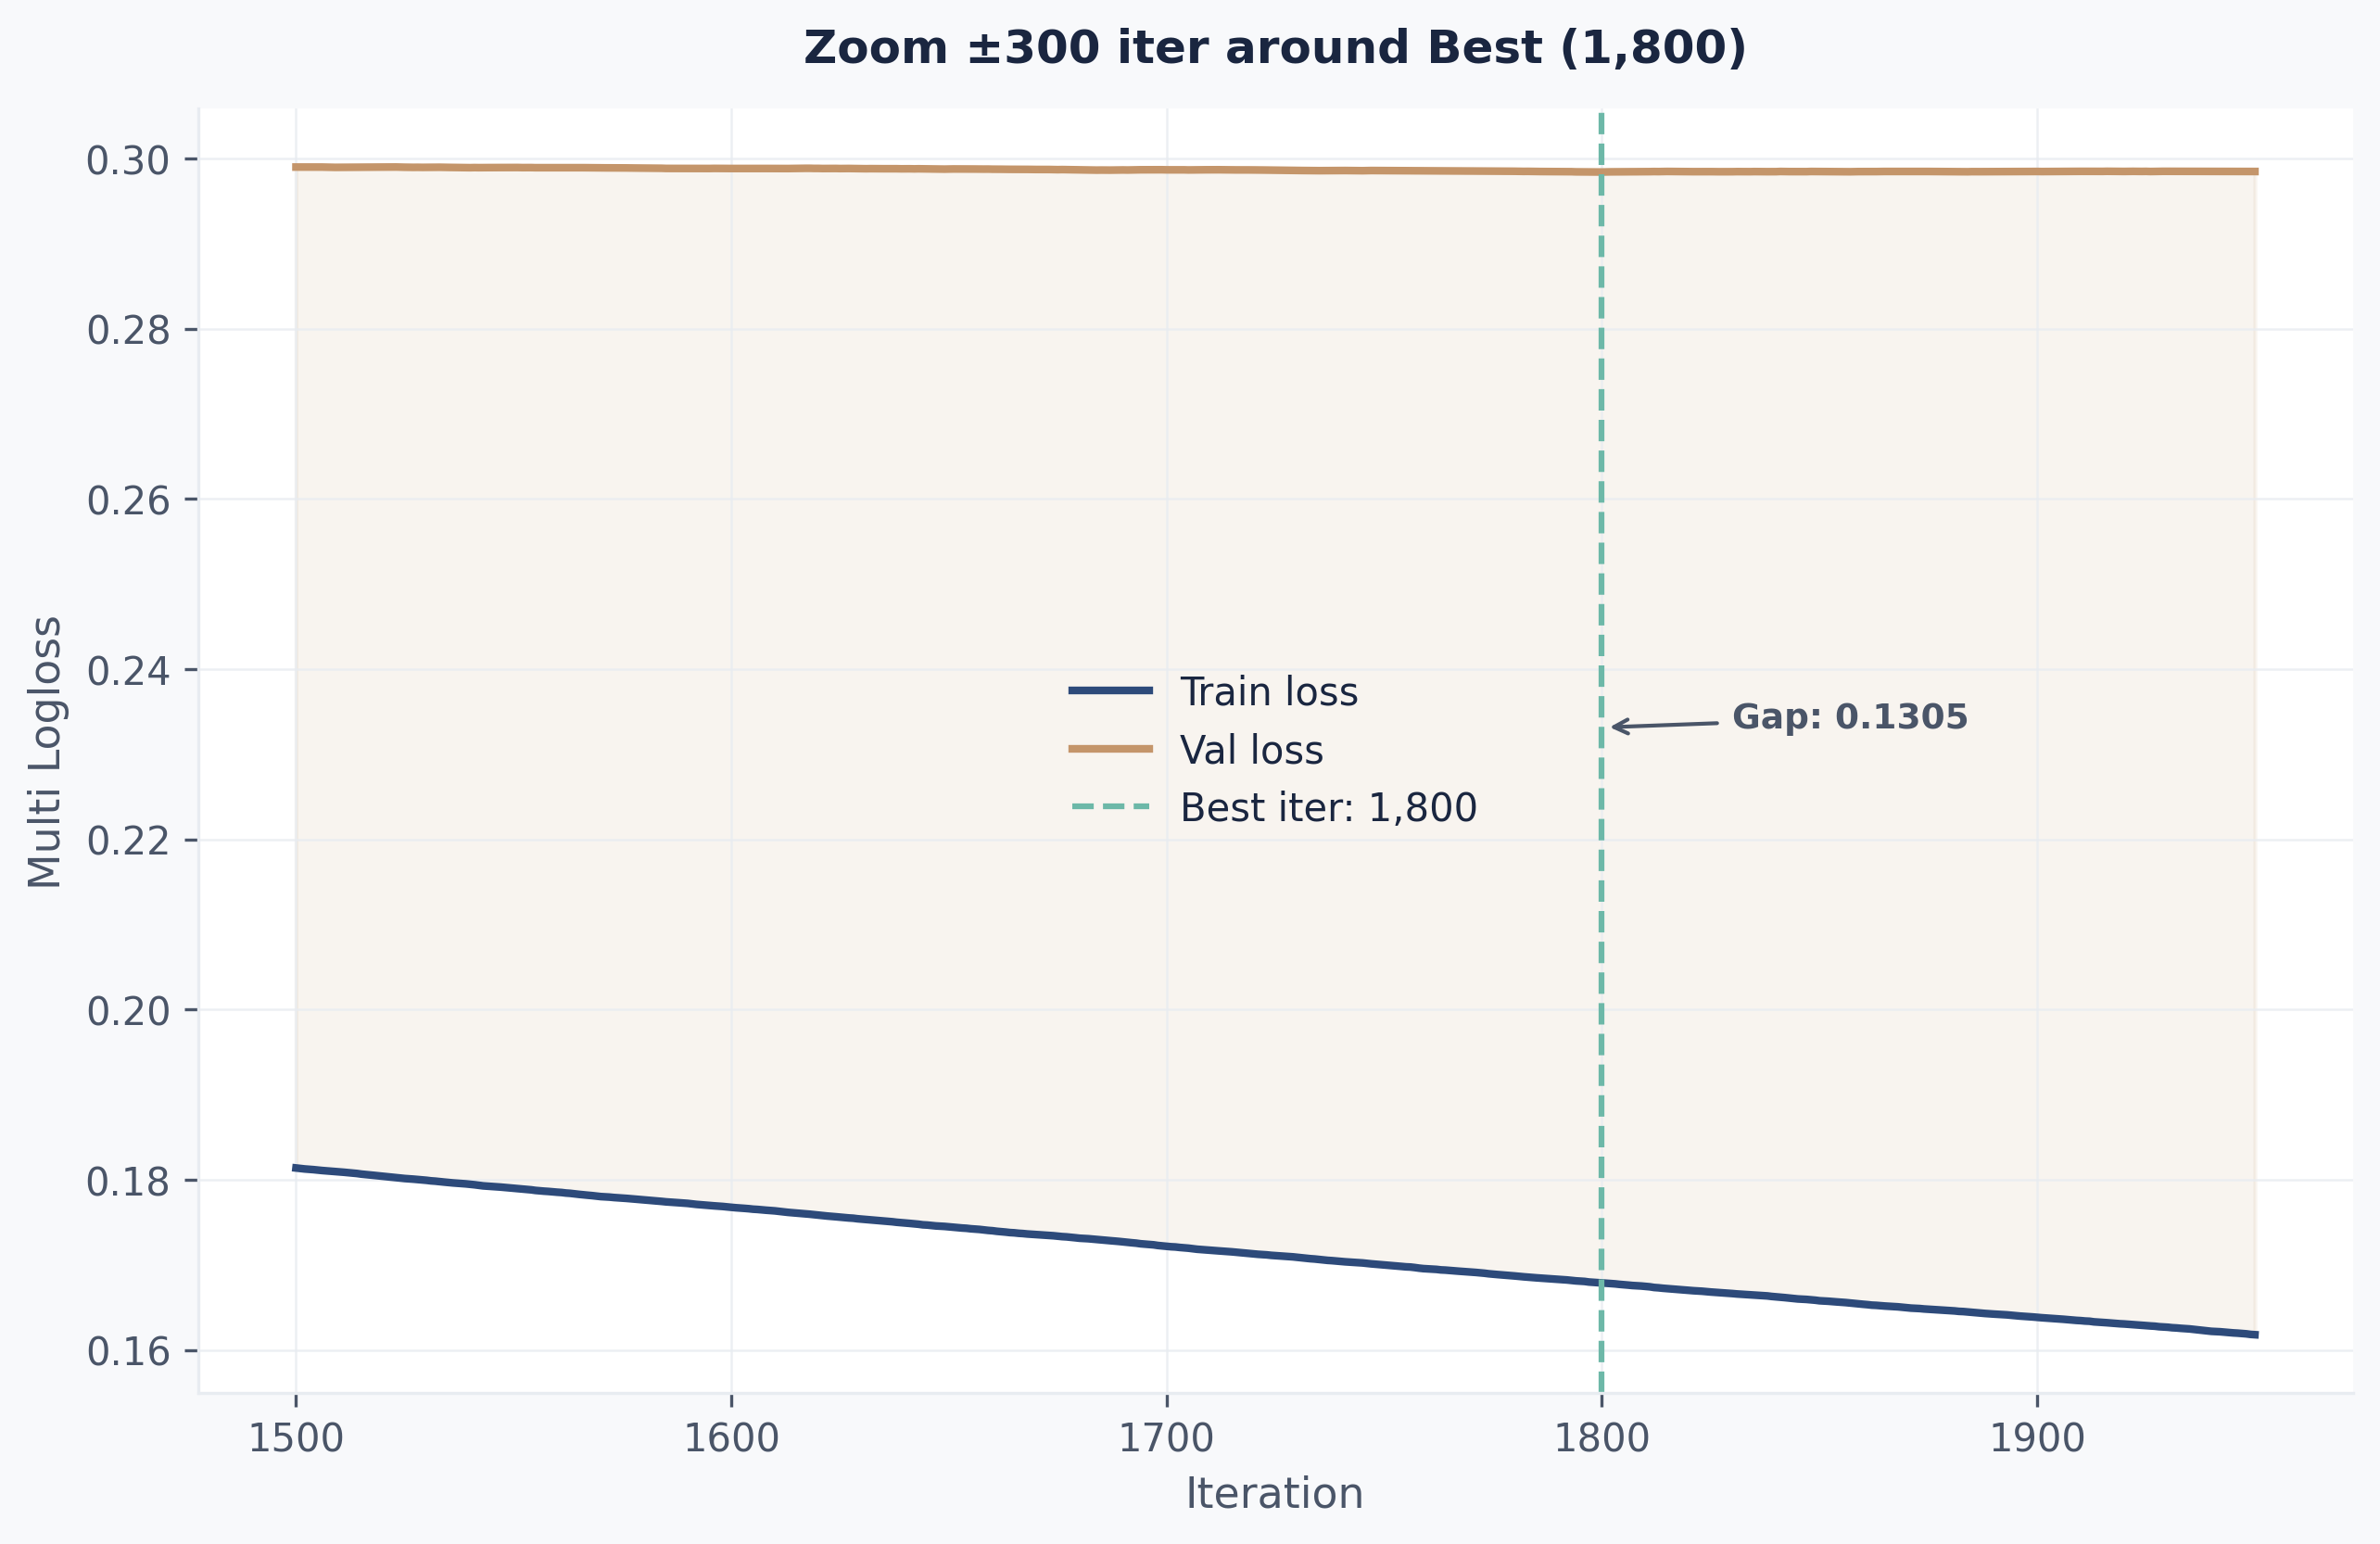 Zoom ±300 iter around Best (1,800)
Multi Logloss
0.30
0.28
0.26
0.24
0.22
0.20
0.18
0.16
Train loss
Val loss
Best iter: 1,800
Gap: 0.1305
1500 1600 1700 1800 1900
Iteration